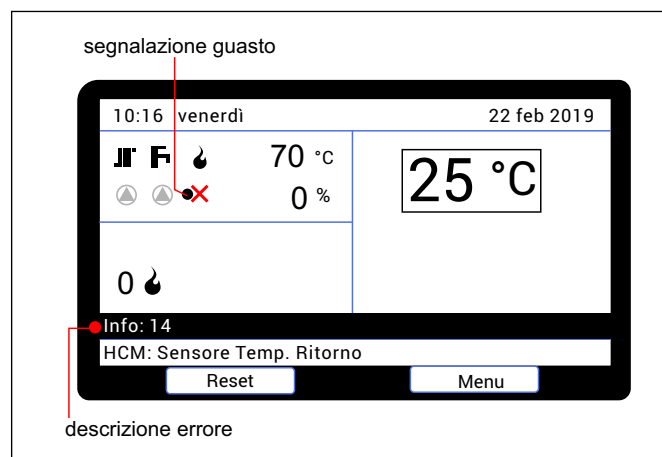 segnalazione guasto
10:16 venerdì 22 feb 2019
70 °C
0 %
25 °C
0
Info: 14
HCM: Sensore Temp. Ritorno
Reset Menu
descrizione errore